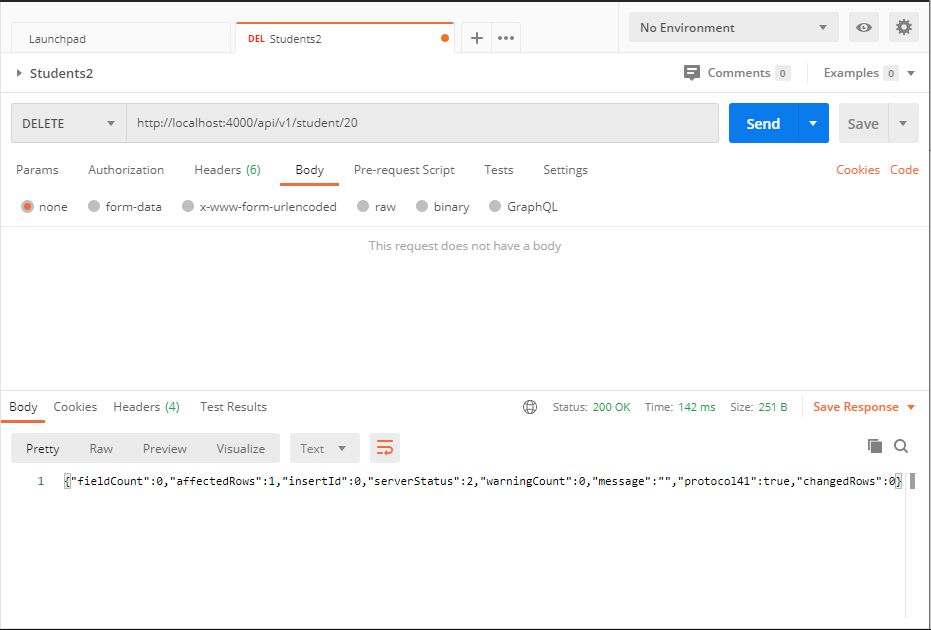 Launchpad
DEL Students2
No Environment
Students2
Comments 0
Examples 0
DELETE
http://localhost:4000/api/v1/student/20
Send
Save
Params Authorization Headers (6) Body Pre-request Script Tests Settings
Cookies Code
none form-data x-www-form-urlencoded raw binary GraphQL
This request does not have a body
Body Cookies Headers (4) Test Results
Status: 200 OK Time: 142 ms Size: 251 B
Save Response
Pretty Raw Preview Visualize Text
1 {"fieldCount":0,"affectedRows":1,"insertId":0,"serverStatus":2,"warningCount":0,"message":"","protocol41":true,"changedRows":0}